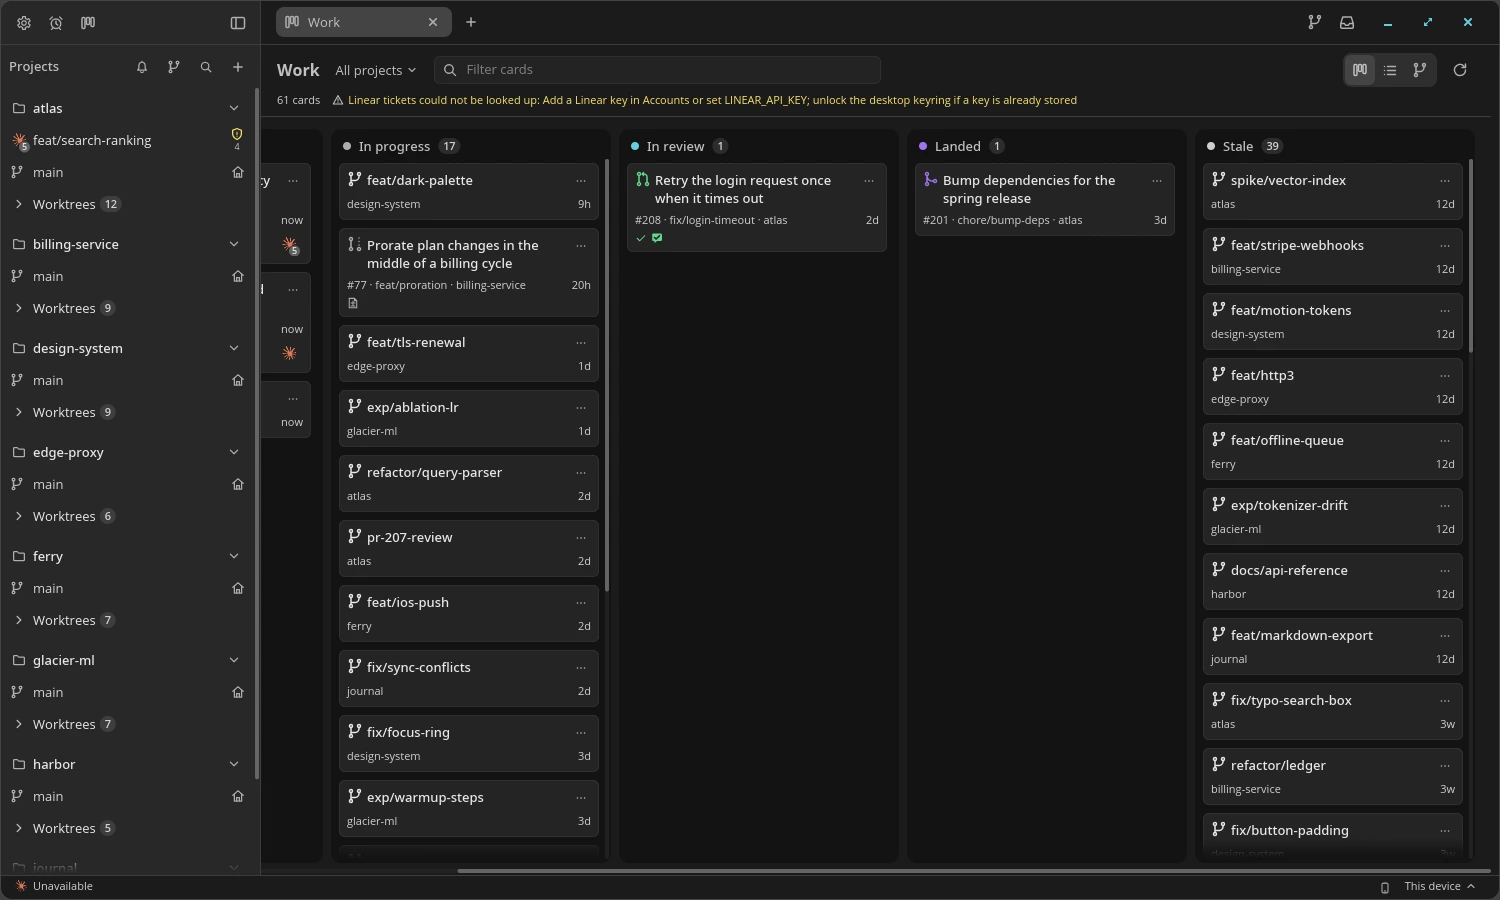 Work
Projects
atlas
feat/search-ranking
5
4
main
Worktrees 12
billing-service
main
Worktrees 9
design-system
main
Worktrees 9
edge-proxy
main
Worktrees 6
ferry
main
Worktrees 7
glacier-ml
main
Worktrees 7
harbor
main
Worktrees 5
journal
Work All projects Filter cards
61 cards Linear tickets could not be looked up: Add a Linear key in Accounts or set LINEAR_API_KEY; unlock the desktop keyring if a key is already stored
now
5
now
now
In progress 17
feat/dark-palette
design-system 9h
Prorate plan changes in the
middle of a billing cycle
#77 · feat/proration · billing-service 20h
feat/tls-renewal
edge-proxy 1d
exp/ablation-lr
glacier-ml 1d
refactor/query-parser
atlas 2d
pr-207-review
atlas 2d
feat/ios-push
ferry 2d
fix/sync-conflicts
journal 2d
fix/focus-ring
design-system 3d
exp/warmup-steps
glacier-ml 3d
In review 1
Retry the login request once
when it times out
#208 · fix/login-timeout · atlas 2d
Landed 1
Bump dependencies for the
spring release
#201 · chore/bump-deps · atlas 3d
Stale 39
spike/vector-index
atlas 12d
feat/stripe-webhooks
billing-service 12d
feat/motion-tokens
design-system 12d
feat/http3
edge-proxy 12d
feat/offline-queue
ferry 12d
exp/tokenizer-drift
glacier-ml 12d
docs/api-reference
harbor 12d
feat/markdown-export
journal 12d
fix/typo-search-box
atlas 3w
refactor/ledger
billing-service 3w
fix/button-padding
design-system 3w
Unavailable
This device